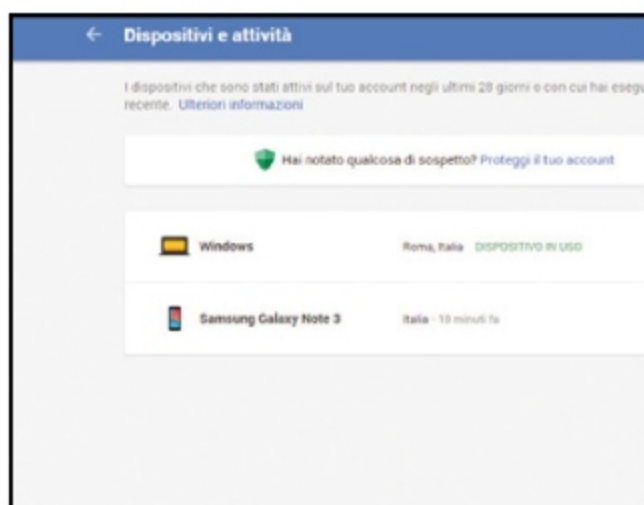 Dispositivi e attività
I dispositivi che sono stati attivi sul tuo account negli ultimi 28 giorni o con cui hai esegu
recente. Ulteriori informazioni
Hai notato qualcosa di sospetto? Proteggi il tuo account
Windows Roma, Italia DISPOSITIVO IN USO
Samsung Galaxy Note 3 Italia - 18 minuti fa